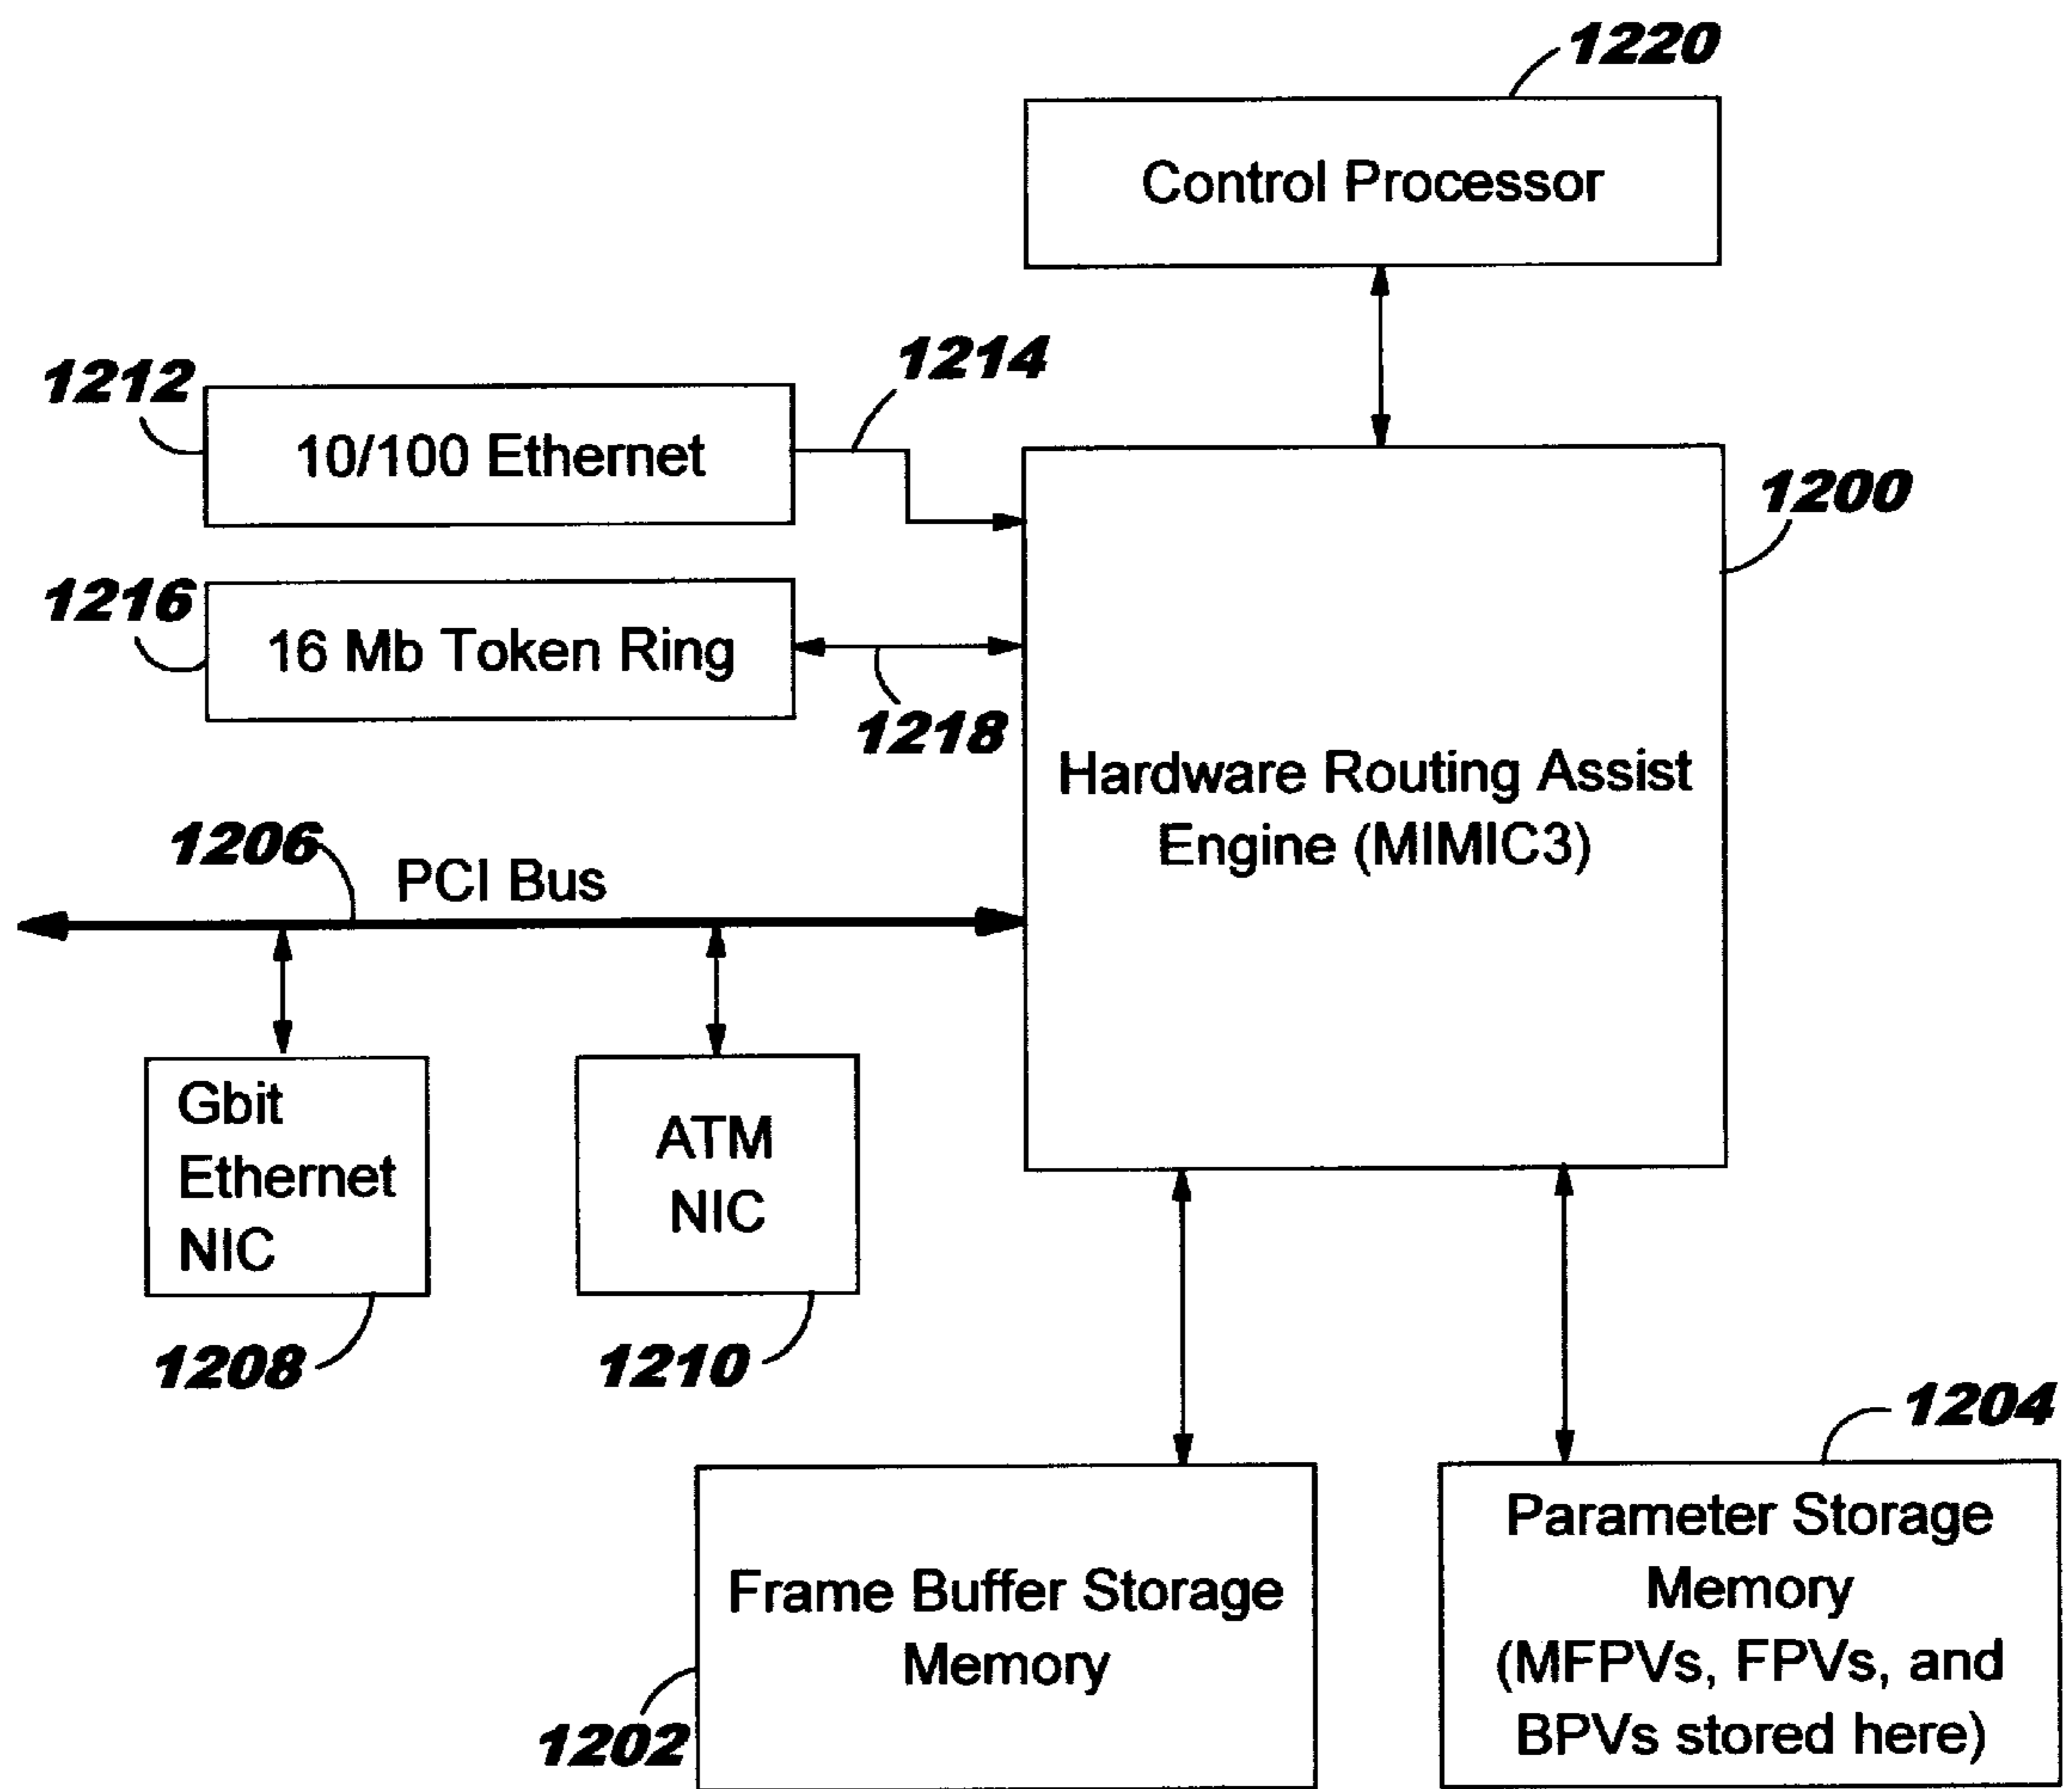 1220
Control Processor
1212
10/100 Ethernet
1214
1200
1216
16 Mb Token Ring
1218
Hardware Routing Assist
Engine (MIMIC3)
1206
PCI Bus
Gbit
Ethernet
NIC
1208
ATM
NIC
1210
1204
Frame Buffer Storage
Memory
1202
Parameter Storage
Memory
(MFPVs, FPVs, and
BPVs stored here)